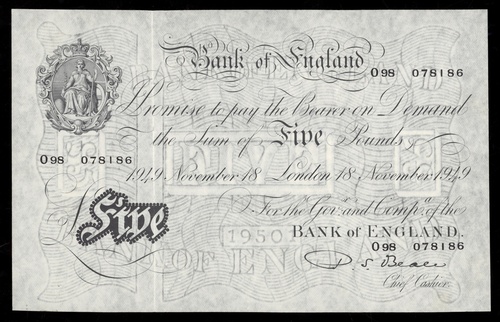 Bank of England
O98 078186
I Promise to pay the Bearer on Demand
the Sum of Five Pounds
O98 078186
1949 November 18 London 18 November 1949
For the Govr. and Compa. of the
BANK of ENGLAND.
£Five
O98 078186
1950
P. S. Beale
Chief Cashier.